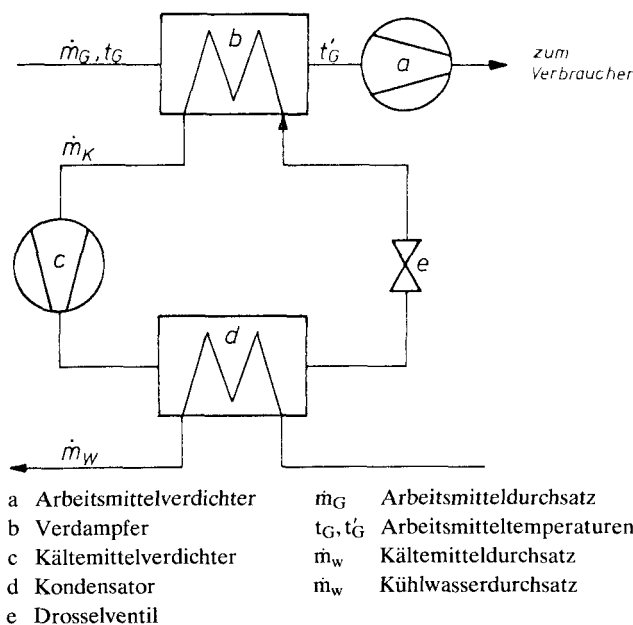 ṁG, tG
b
t′G
a
zum
Verbraucher
ṁK
c
e
d
ṁW
a Arbeitsmittelverdichter
b Verdampfer
c Kältemittelverdichter
d Kondensator
e Drosselventil
ṁG Arbeitsmitteldurchsatz
tG, t′G Arbeitsmitteltemperaturen
ṁw Kältemitteldurchsatz
ṁw Kühlwasserdurchsatz